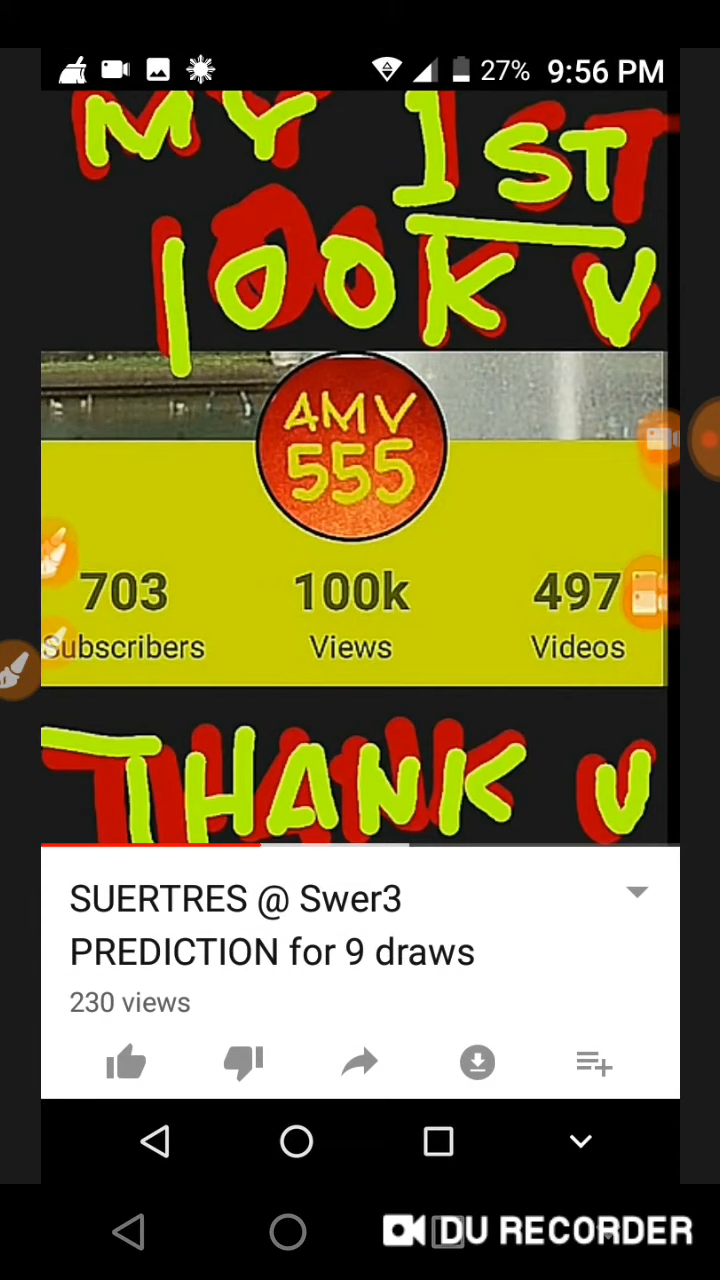 27% 9:56 PM
MY 1ST
100K V
AMV
555
703 100k 497
Subscribers Views Videos
THANK U
SUERTRES @ Swer3
PREDICTION for 9 draws
230 views
DU RECORDER